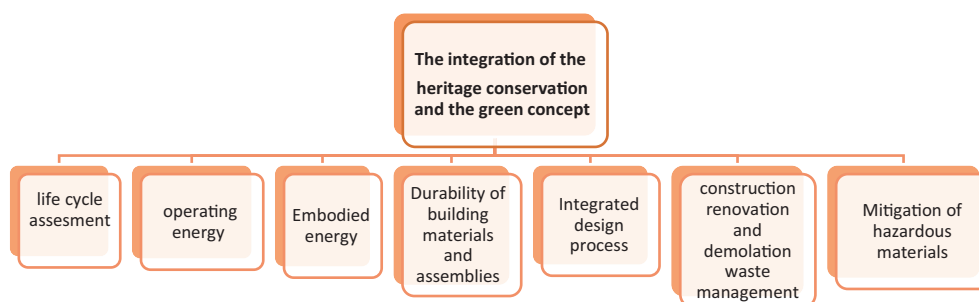 The integration of the
heritage conservation
and the green concept
life cycle
assesment
operating
energy
Embodied
energy
Durability of
building
materials
and
assemblies
Integrated
design
process
construction
renovation
and
demolation
waste
management
Mitigation of
hazardous
materials